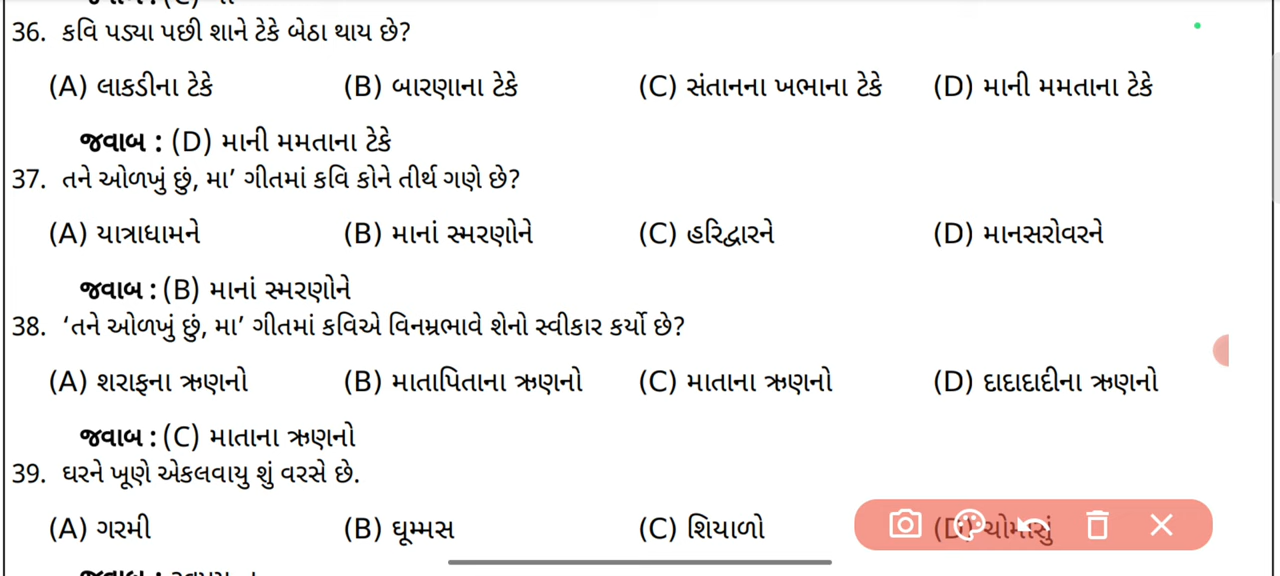 36. કવિ પડ્યા પછી શાને ટેકે બેઠા થાય છે?
(A) લાકડીના ટેકે (B) બારણાના ટેકે (C) સંતાનના ખભાના ટેકે (D) માની મમતાના ટેકે
જવાબ : (D) માની મમતાના ટેકે
37. તને ઓળખું છું, મા’ ગીતમાં કવિ કોને તીર્થ ગણે છે?
(A) યાત્રાધામને (B) માનાં સ્મરણોને (C) હરિદ્વારને (D) માનસરોવરને
જવાબ : (B) માનાં સ્મરણોને
38. ‘તને ઓળખું છું, મા’ ગીતમાં કવિએ વિનમ્રભાવે શેનો સ્વીકાર કર્યો છે?
(A) શરાફના ઋણનો (B) માતાપિતાના ઋણનો (C) માતાના ઋણનો (D) દાદાદાદીના ઋણનો
જવાબ : (C) માતાના ઋણનો
39. ઘરને ખૂણે એકલવાયુ શું વરસે છે.
(A) ગરમી (B) ઘૂમ્મસ (C) શિયાળો (D) ચોમાસું